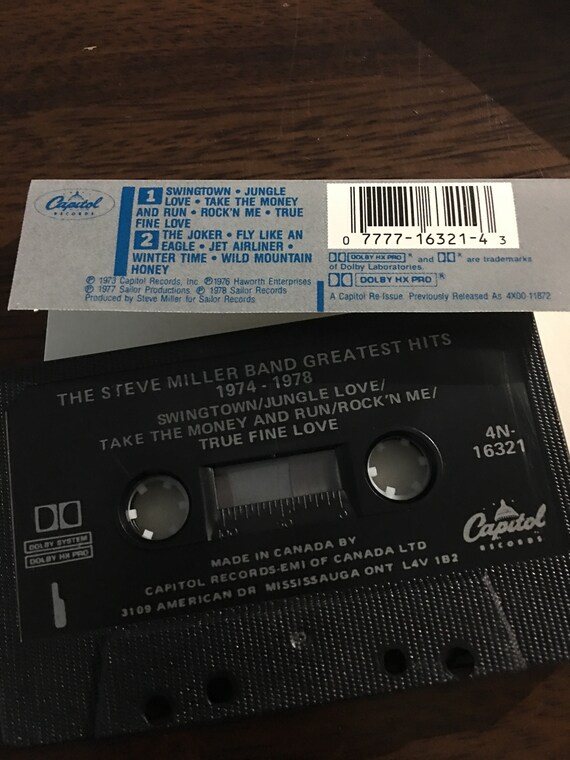 Capitol
RECORDS
1 SWINGTOWN • JUNGLE
LOVE • TAKE THE MONEY
AND RUN • ROCK'N ME • TRUE
FINE LOVE
2 THE JOKER • FLY LIKE AN
EAGLE • JET AIRLINER •
WINTER TIME • WILD MOUNTAIN
HONEY
℗ 1973 Capitol Records, Inc ℗ 1976 Haworth Enterprises
℗ 1977 Sailor Productions ℗ 1978 Sailor Records
Produced by Steve Miller for Sailor Records
0 7777-16321-4 3
DOLBY HX PRO ® and ® are trademarks
of Dolby Laboratories.
DOLBY HX PRO ®
A Capitol Re-Issue. Previously Released As 4XOO-11872
THE STEVE MILLER BAND GREATEST HITS
1974 - 1978
SWINGTOWN/JUNGLE LOVE/
TAKE THE MONEY AND RUN/ROCK'N ME/
TRUE FINE LOVE
4N-
16321
DOLBY SYSTEM
DOLBY HX PRO
Capitol
RECORDS
MADE IN CANADA BY
CAPITOL RECORDS-EMI OF CANADA LTD
3109 AMERICAN DR MISSISSAUGA ONT L4V 1B2